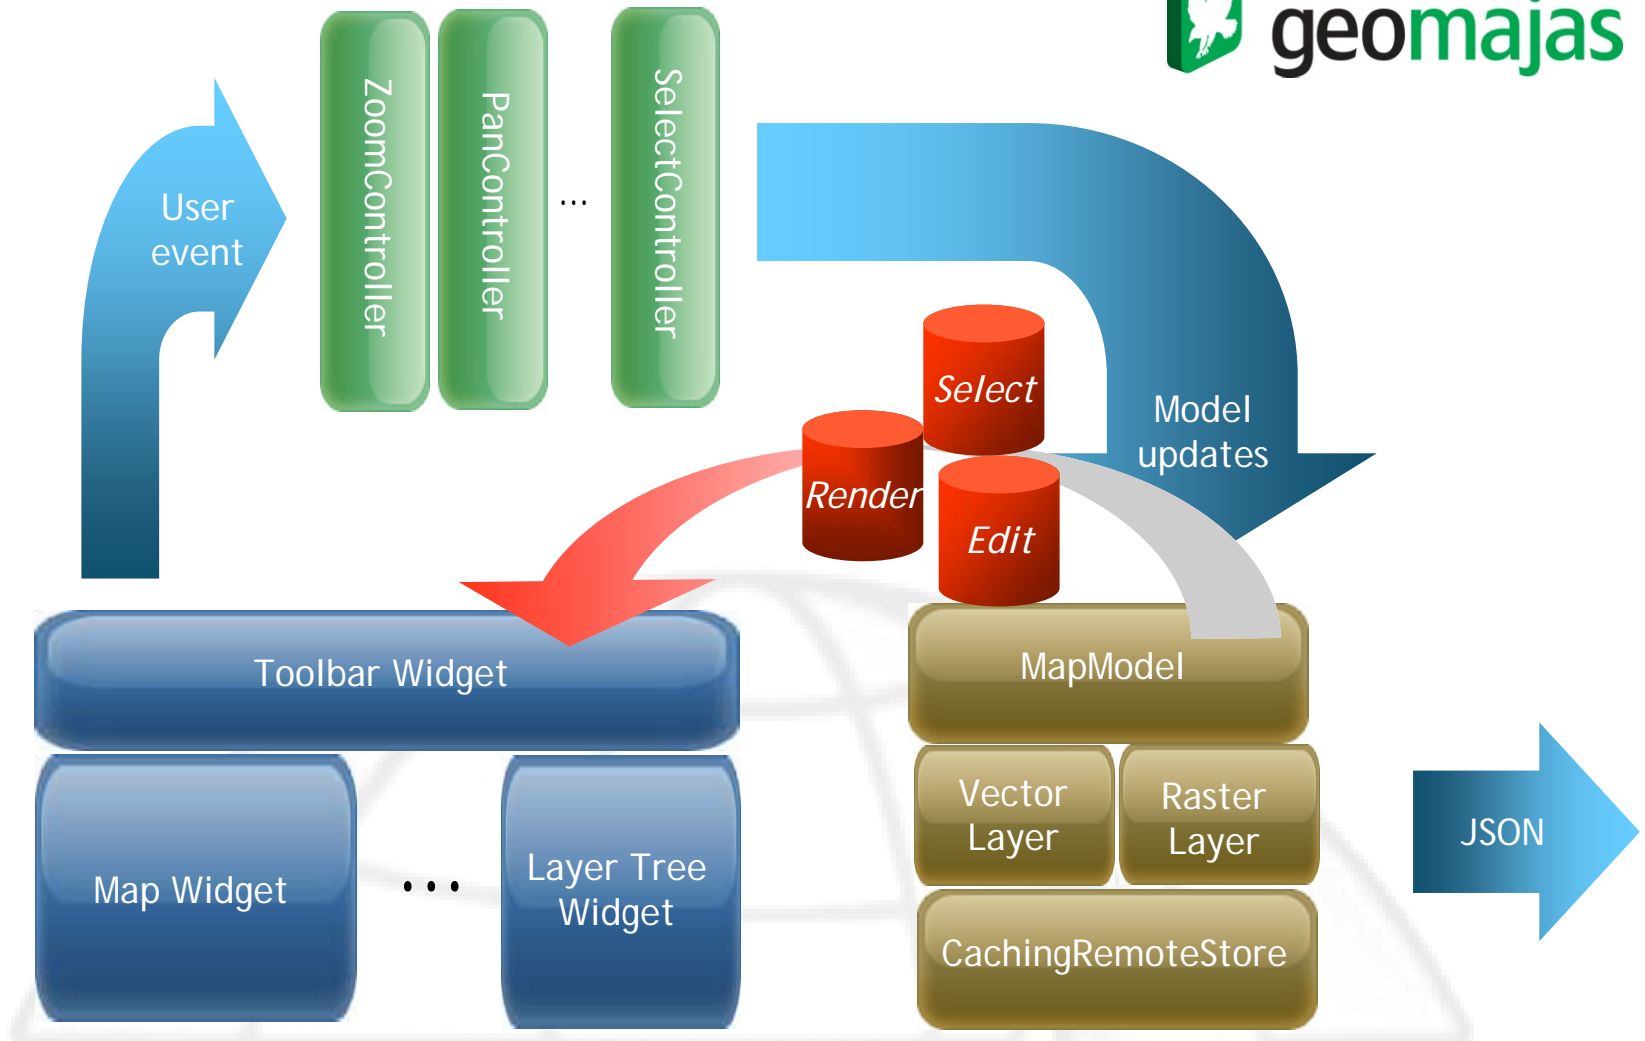 geomajas
ZoomController
PanController
...
SelectController
User
event
Select
Model
updates
Render
Edit
Toolbar Widget
MapModel
Map Widget
...
Layer Tree
Widget
Vector
Layer
Raster
Layer
JSON
CachingRemoteStore